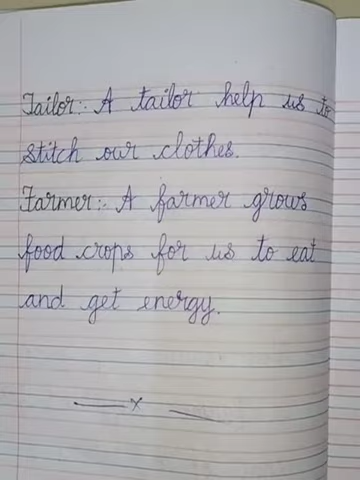 Tailor:- A tailor help us to
stitch our clothes.
Farmer:- A farmer grows
food crops for us to eat
and get energy.